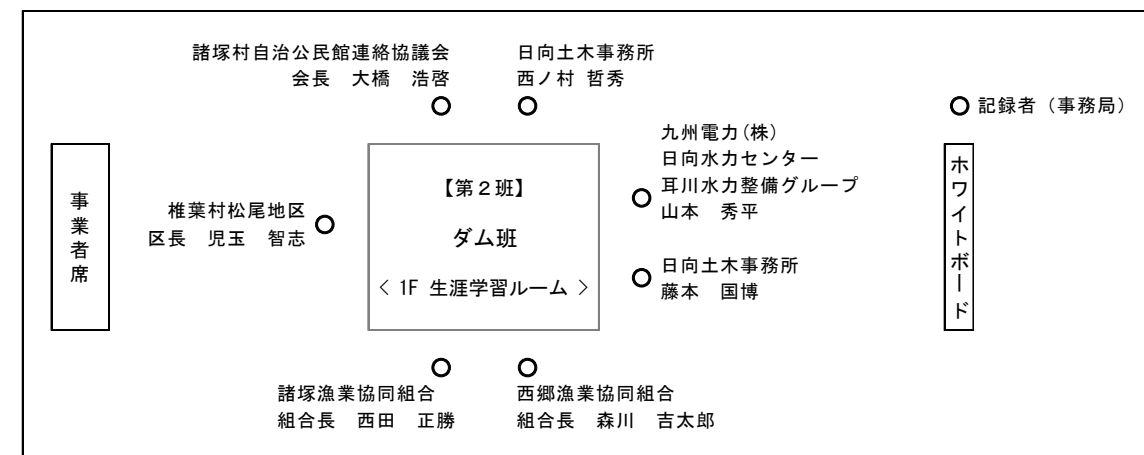 諸塚村自治公民館連絡協議会
会長　大橋　浩啓
日向土木事務所
西ノ村 哲秀
記録者（事務局）
九州電力(株)
日向水力センター
耳川水力整備グループ
山本　秀平
事業者席
椎葉村松尾地区
区長　児玉　智志
【第２班】
ダム班
< 1F 生涯学習ルーム >
日向土木事務所
藤本　国博
ホワイトボード
諸塚漁業協同組合
組合長　西田　正勝
西郷漁業協同組合
組合長　森川　吉太郎